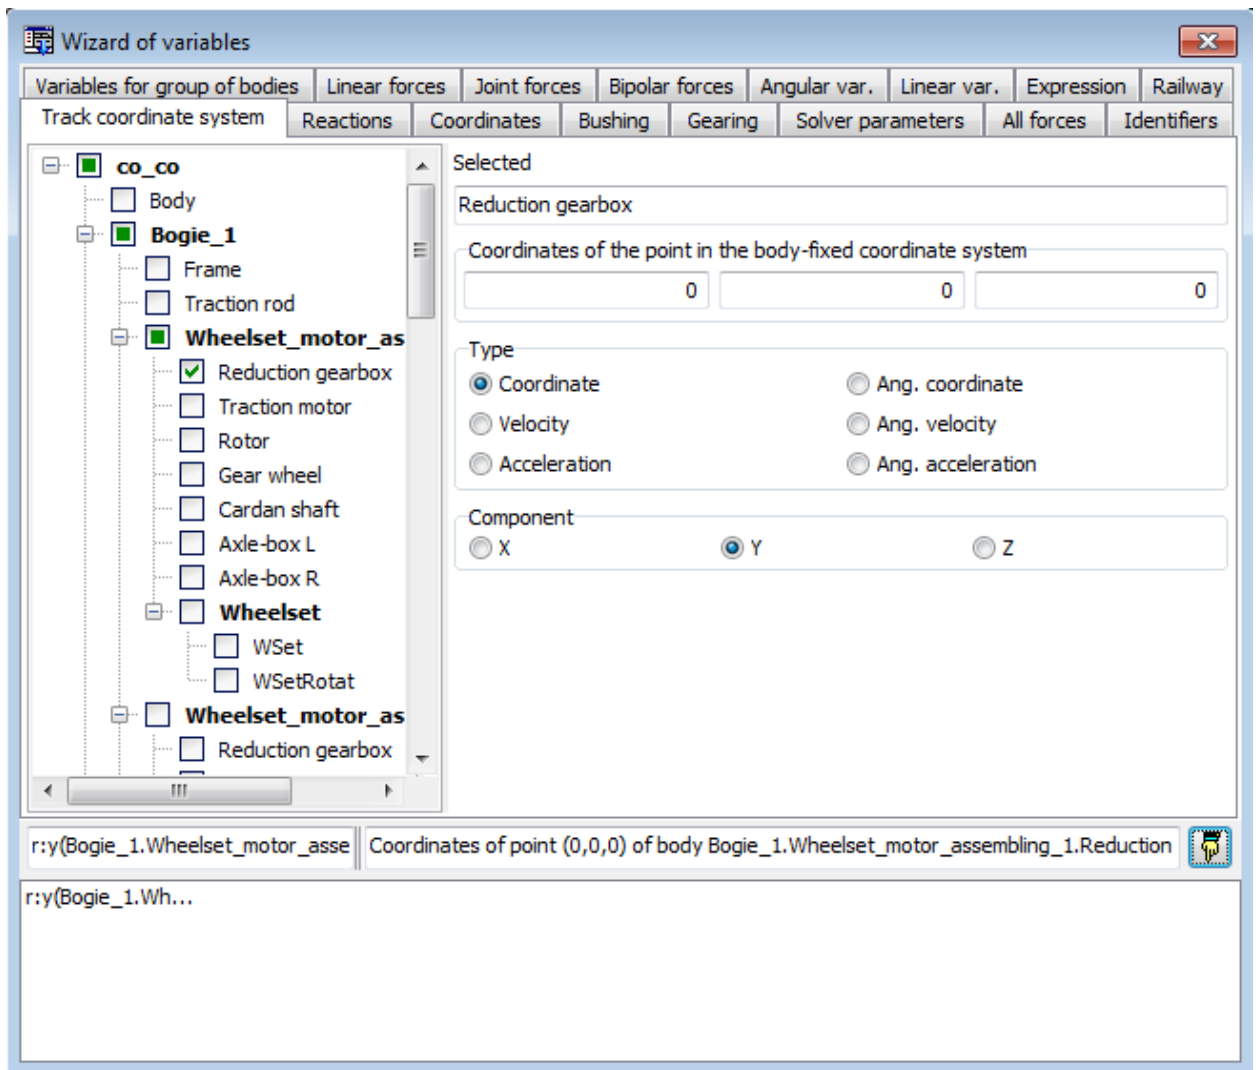 Wizard of variables
Variables for group of bodies Linear forces Joint forces Bipolar forces Angular var. Linear var. Expression Railway
Track coordinate system Reactions Coordinates Bushing Gearing Solver parameters All forces Identifiers
co_co
Body
Bogie_1
Frame
Traction rod
Wheelset_motor_as
Reduction gearbox
Traction motor
Rotor
Gear wheel
Cardan shaft
Axle-box L
Axle-box R
Wheelset
WSet
WSetRotat
Wheelset_motor_as
Reduction gearbox
Selected
Reduction gearbox
Coordinates of the point in the body-fixed coordinate system
0 0 0
Type
Coordinate Ang. coordinate
Velocity Ang. velocity
Acceleration Ang. acceleration
Component
X Y Z
r:y(Bogie_1.Wheelset_motor_asse Coordinates of point (0,0,0) of body Bogie_1.Wheelset_motor_assembling_1.Reduction
r:y(Bogie_1.Wh...